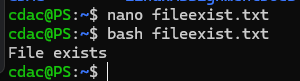 cdac@PS:~$ nano fileexist.txt
cdac@PS:~$ bash fileexist.txt
File exists
cdac@PS:~$